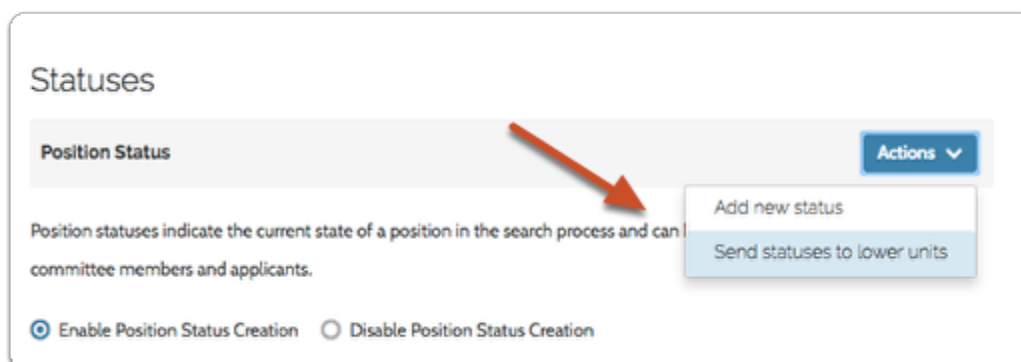 Statuses
Position Status
Actions
Add new status
Send statuses to lower units
Position statuses indicate the current state of a position in the search process and can
committee members and applicants.
Enable Position Status Creation
Disable Position Status Creation